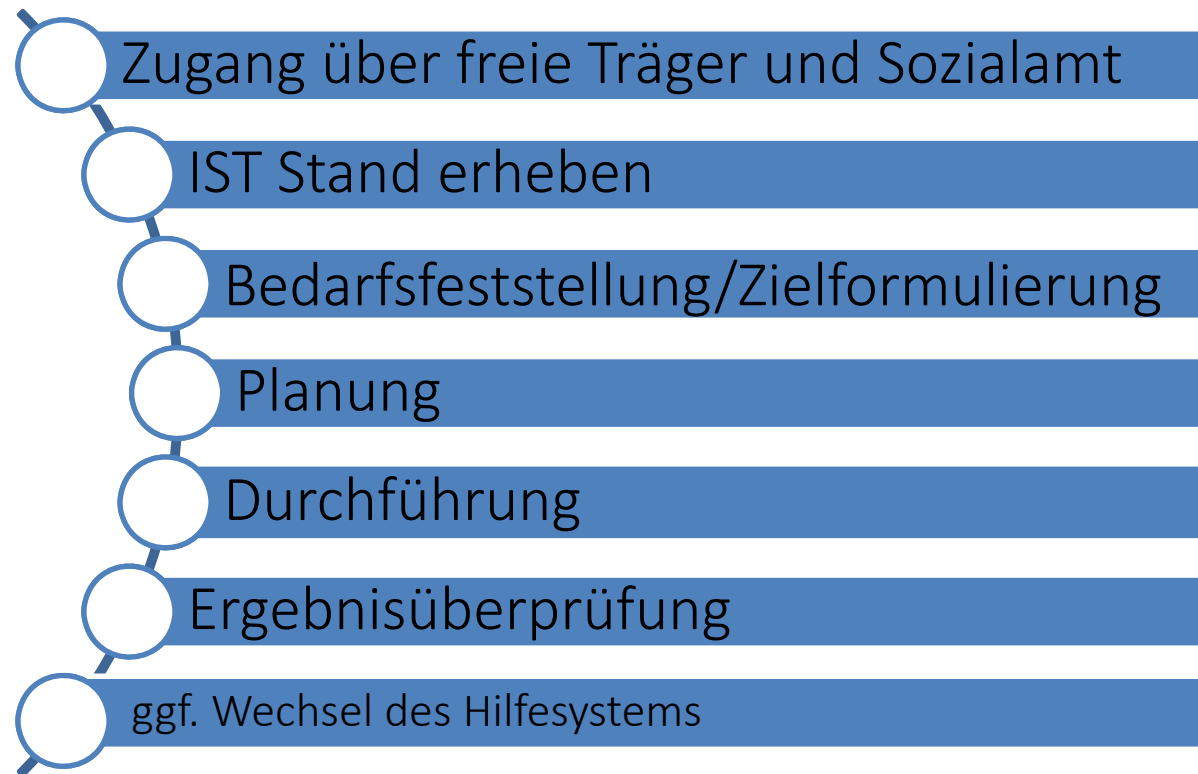 Zugang über freie Träger und Sozialamt
IST Stand erheben
Bedarfsfeststellung/Zielformulierung
Planung
Durchführung
Ergebnisüberprüfung
ggf. Wechsel des Hilfesystems